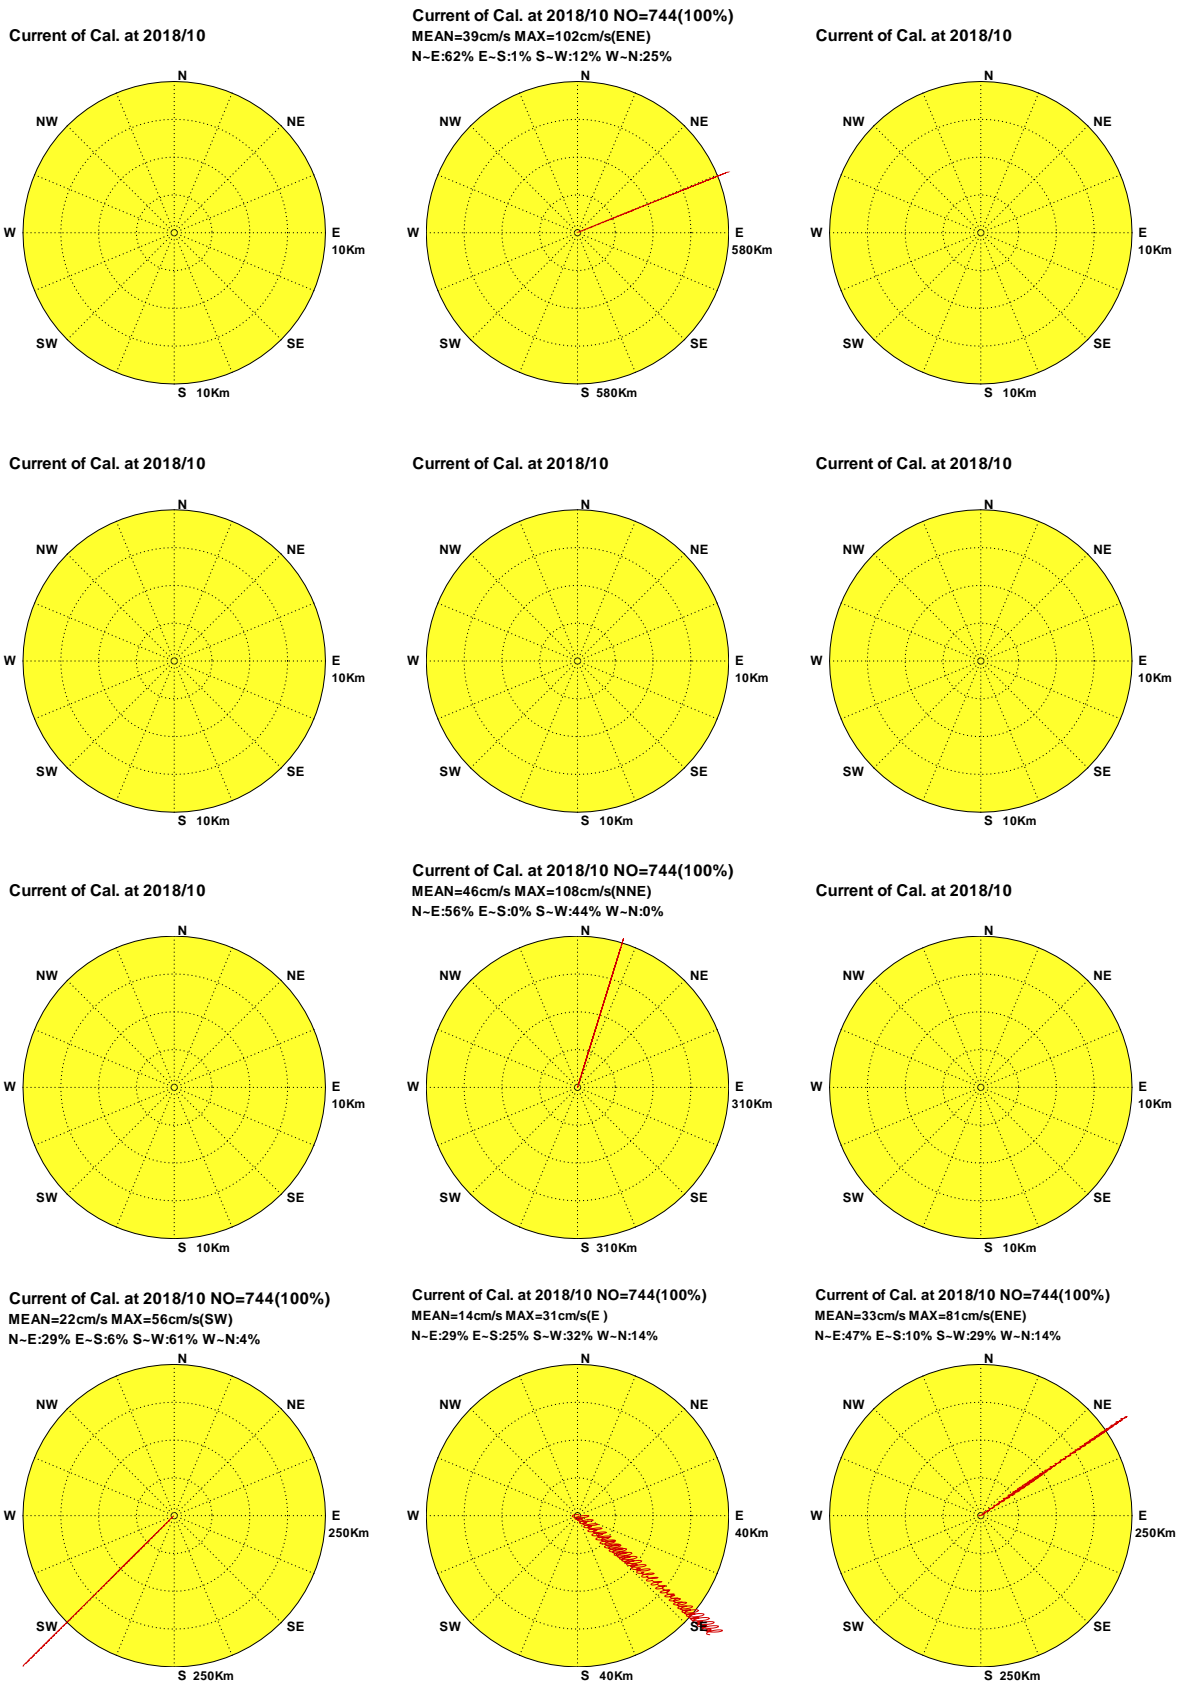 Current of Cal. at 2018/10
N
NW
NE
W
E
10Km
SW
SE
S 10Km
Current of Cal. at 2018/10 NO=744(100%)
MEAN=39cm/s MAX=102cm/s(ENE)
N~E:62% E~S:1% S~W:12% W~N:25%
N
NW
NE
W
E
580Km
SW
SE
S 580Km
Current of Cal. at 2018/10
N
NW
NE
W
E
10Km
SW
SE
S 10Km
Current of Cal. at 2018/10
N
NW
NE
W
E
10Km
SW
SE
S 10Km
Current of Cal. at 2018/10
N
NW
NE
W
E
10Km
SW
SE
S 10Km
Current of Cal. at 2018/10
N
NW
NE
W
E
10Km
SW
SE
S 10Km
Current of Cal. at 2018/10
N
NW
NE
W
E
10Km
SW
SE
S 10Km
Current of Cal. at 2018/10 NO=744(100%)
MEAN=46cm/s MAX=108cm/s(NNE)
N~E:56% E~S:0% S~W:44% W~N:0%
N
NW
NE
W
E
310Km
SW
SE
S 310Km
Current of Cal. at 2018/10
N
NW
NE
W
E
10Km
SW
SE
S 10Km
Current of Cal. at 2018/10 NO=744(100%)
MEAN=22cm/s MAX=56cm/s(SW)
N~E:29% E~S:6% S~W:61% W~N:4%
N
NW
NE
W
E
250Km
SW
SE
S 250Km
Current of Cal. at 2018/10 NO=744(100%)
MEAN=14cm/s MAX=31cm/s(E )
N~E:29% E~S:25% S~W:32% W~N:14%
N
NW
NE
W
E
40Km
SW
SE
S 40Km
Current of Cal. at 2018/10 NO=744(100%)
MEAN=33cm/s MAX=81cm/s(ENE)
N~E:47% E~S:10% S~W:29% W~N:14%
N
NW
NE
W
E
250Km
SW
SE
S 250Km